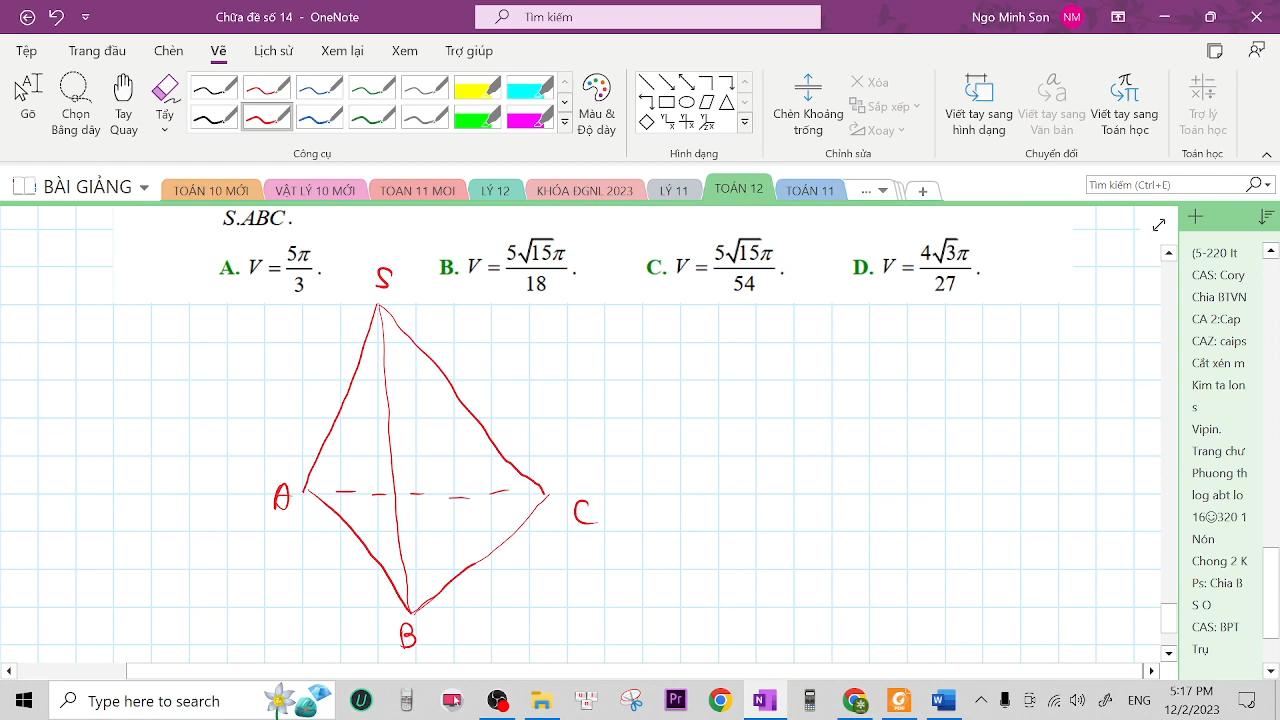 Chữa đề số 14 - OneNote
Tìm kiếm
Ngo Minh Son
NM
Tệp
Trang đầu
Chèn
Vẽ
Lịch sử
Xem lại
Xem
Trợ giúp
Gõ
Chọn Bằng dây
Tay Quay
Tẩy
Màu & Độ dày
Chèn Khoảng trống
Xóa
Sắp xếp
Xoay
Viết tay sang hình dạng
Viết tay sang Văn bản
Viết tay sang Toán học
Trợ lý Toán học
Công cụ
Hình dạng
Chỉnh sửa
Chuyển đổi
Toán học
BÀI GIẢNG
TOÁN 10 MỚI
VẬT LÝ 10 MỚI
TOAN 11 MOI
LÝ 12
KHÓA ĐGNL 2023
LÝ 11
TOÁN 12
TOÁN 11
...
Tìm kiếm (Ctrl+E)
S.ABC .
A. V = 5π/3 .
B. V = 5√15π/18 .
C. V = 5√15π/54 .
D. V = 4√3π/27 .
S
A
C
B
(5-220 lt
CAS: Cory
Chia BTVN
CA 2:Cap
CAZ: caips
Cắt xén m
Kim ta lon
s
Vipin.
Trang chư
Phuong th
log abt lo
16☺320 1
Nón
Chong 2 K
Ps: Chia B
S O
CAS: BPT
Trụ
Type here to search
ENG
5:17 PM
12/2/2023